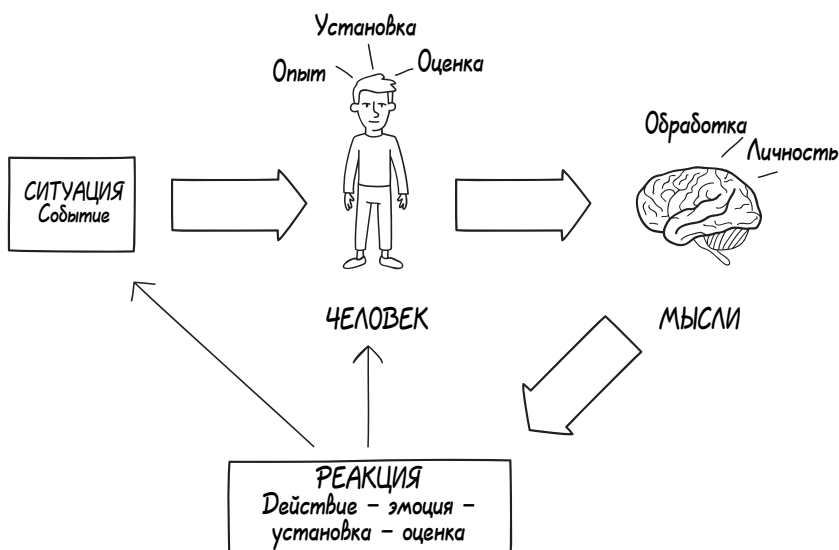 Установка
Опыт
Оценка
Обработка
Личность
СИТУАЦИЯ
Событие
ЧЕЛОВЕК
МЫСЛИ
РЕАКЦИЯ
Действие – эмоция –
установка – оценка